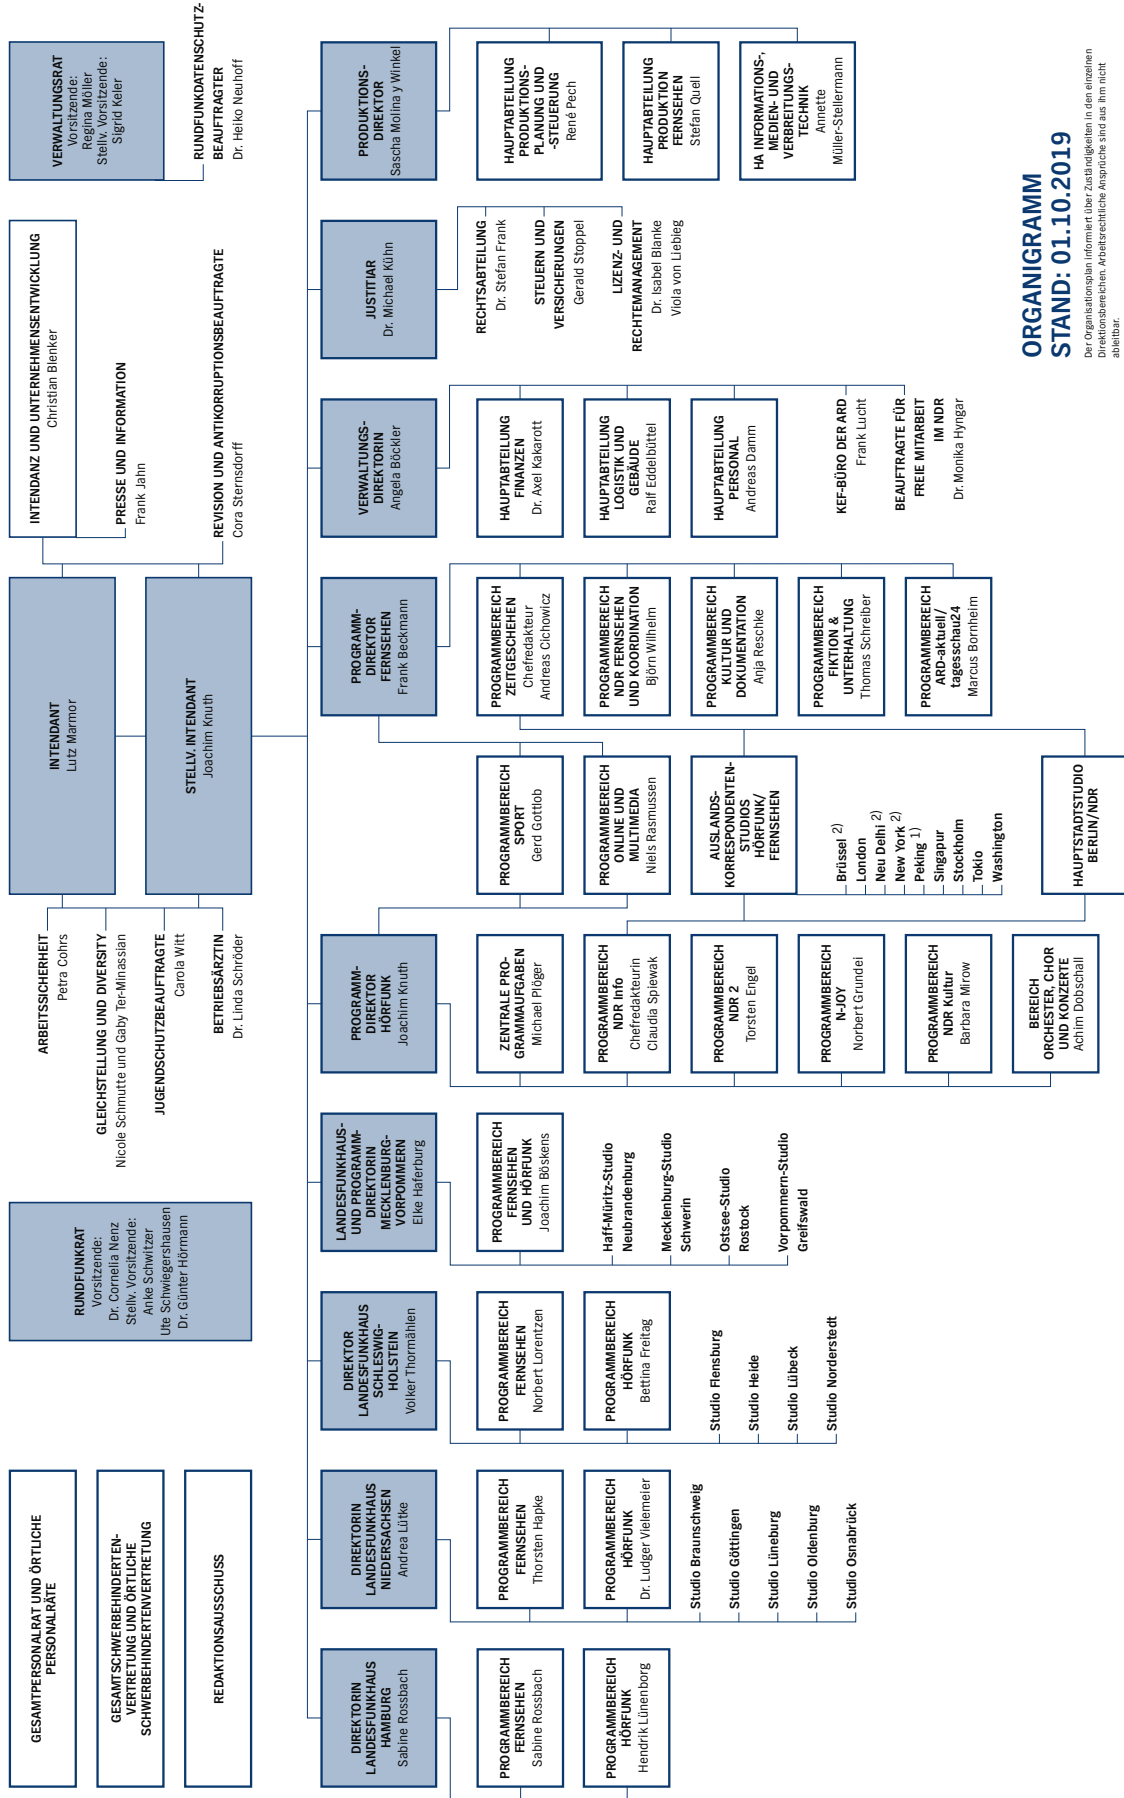 GESAMTPERSONALRAT UND ÖRTLICHE
PERSONALRÄTE
GESAMTSCHWERBEHINDERTEN-
VERTRETUNG UND ÖRTLICHE
SCHWERBEHINDERTENVERTRETUNG
REDAKTIONSAUSSCHUSS
RUNDFUNKRAT
Vorsitzende:
Dr. Cornelia Nenz
Stellv. Vorsitzende:
Anke Schwitzer
Ute Schwiegershausen
Dr. Günter Hörmann
ARBEITSSICHERHEIT
Petra Cohrs
GLEICHSTELLUNG UND DIVERSITY
Nicole Schmutte und Gaby Ter-Minassian
JUGENDSCHUTZBEAUFTRAGTE
Carola Witt
BETRIEBSÄRZTIN
Dr. Linda Schröder
INTENDANT
Lutz Marmor
STELLV. INTENDANT
Joachim Knuth
INTENDANZ UND UNTERNEHMENSENTWICKLUNG
Christian Blenker
PRESSE UND INFORMATION
Frank Jahn
REVISION UND ANTIKORRUPTIONSBEAUFTRAGTE
Cora Sternsdorff
VERWALTUNGSRAT
Vorsitzende:
Regina Möller
Stellv. Vorsitzende:
Sigrid Keler
RUNDFUNKDATENSCHUTZ-
BEAUFTRAGTER
Dr. Heiko Neuhoff
DIREKTORIN
LANDESFUNKHAUS
HAMBURG
Sabine Rossbach
PROGRAMMBEREICH
FERNSEHEN
Sabine Rossbach
PROGRAMMBEREICH
HÖRFUNK
Hendrik Lünenborg
DIREKTORIN
LANDESFUNKHAUS
NIEDERSACHSEN
Andrea Lütke
PROGRAMMBEREICH
FERNSEHEN
Thorsten Hapke
PROGRAMMBEREICH
HÖRFUNK
Dr. Ludger Vielemeier
Studio Braunschweig
Studio Göttingen
Studio Lüneburg
Studio Oldenburg
Studio Osnabrück
DIREKTOR
LANDESFUNKHAUS
SCHLESWIG-
HOLSTEIN
Volker Thormählen
PROGRAMMBEREICH
FERNSEHEN
Norbert Lorentzen
PROGRAMMBEREICH
HÖRFUNK
Bettina Freitag
Studio Flensburg
Studio Heide
Studio Lübeck
Studio Norderstedt
LANDESFUNKHAUS-
UND PROGRAMM-
DIREKTORIN
MECKLENBURG-
VORPOMMERN
Elke Haferburg
PROGRAMMBEREICH
FERNSEHEN
UND HÖRFUNK
Joachim Böskens
Haff-Müritz-Studio
Neubrandenburg
Mecklenburg-Studio
Schwerin
Ostsee-Studio
Rostock
Vorpommern-Studio
Greifswald
PROGRAMM-
DIREKTOR
HÖRFUNK
Joachim Knuth
ZENTRALE PRO-
GRAMMAUFGABEN
Michael Plöger
PROGRAMMBEREICH
NDR Info
Chefredakteurin
Claudia Spiewak
PROGRAMMBEREICH
NDR 2
Torsten Engel
PROGRAMMBEREICH
N-JOY
Norbert Grundei
PROGRAMMBEREICH
NDR Kultur
Barbara Mirow
BEREICH
ORCHESTER, CHOR
UND KONZERTE
Achim Dobschall
PROGRAMMBEREICH
SPORT
Gerd Gottlob
PROGRAMMBEREICH
ONLINE UND
MULTIMEDIA
Niels Rasmussen
AUSLANDS-
KORRESPONDENTEN-
STUDIOS
HÖRFUNK/
FERNSEHEN
Brüssel 2)
London
Neu Delhi 2)
New York 2)
Peking 1)
Singapur
Stockholm
Tokio
Washington
HAUPTSTADTSTUDIO
BERLIN/NDR
PROGRAMM-
DIREKTOR
FERNSEHEN
Frank Beckmann
PROGRAMMBEREICH
ZEITGESCHEHEN
Chefredakteur
Andreas Cichowicz
PROGRAMMBEREICH
NDR FERNSEHEN
UND KOORDINATION
Björn Wilhelm
PROGRAMMBEREICH
KULTUR UND
DOKUMENTATION
Anja Reschke
PROGRAMMBEREICH
FIKTION &
UNTERHALTUNG
Thomas Schreiber
PROGRAMMBEREICH
ARD-aktuell/
tagesschau24
Marcus Bornheim
VERWALTUNGS-
DIREKTORIN
Angela Böckler
HAUPTABTEILUNG
FINANZEN
Dr. Axel Kakarott
HAUPTABTEILUNG
LOGISTIK UND
GEBÄUDE
Ralf Eddelbüttel
HAUPTABTEILUNG
PERSONAL
Andreas Damm
KEF-BÜRO DER ARD
Frank Lucht
BEAUFTRAGTE FÜR
FREIE MITARBEIT
IM NDR
Dr. Monika Hyngar
JUSTITIAR
Dr. Michael Kühn
RECHTSABTEILUNG
Dr. Stefan Frank
STEUERN UND
VERSICHERUNGEN
Gerald Stoppel
LIZENZ- UND
RECHTEMANAGEMENT
Dr. Isabel Blanke
Viola von Liebieg
PRODUKTIONS-
DIREKTOR
Sascha Molina y Winkel
HAUPTABTEILUNG
PRODUKTIONS-
PLANUNG UND
-STEUERUNG
René Pech
HAUPTABTEILUNG
PRODUKTION
FERNSEHEN
Stefan Quell
HA INFORMATIONS-,
MEDIEN- UND
VERBREITUNGS-
TECHNIK
Annette
Müller-Stellermann
ORGANIGRAMM
STAND: 01.10.2019
Der Organisationsplan informiert über Zuständigkeiten in den einzelnen
Direktionsbereichen. Arbeitsrechtliche Ansprüche sind aus ihm nicht
ableitbar.